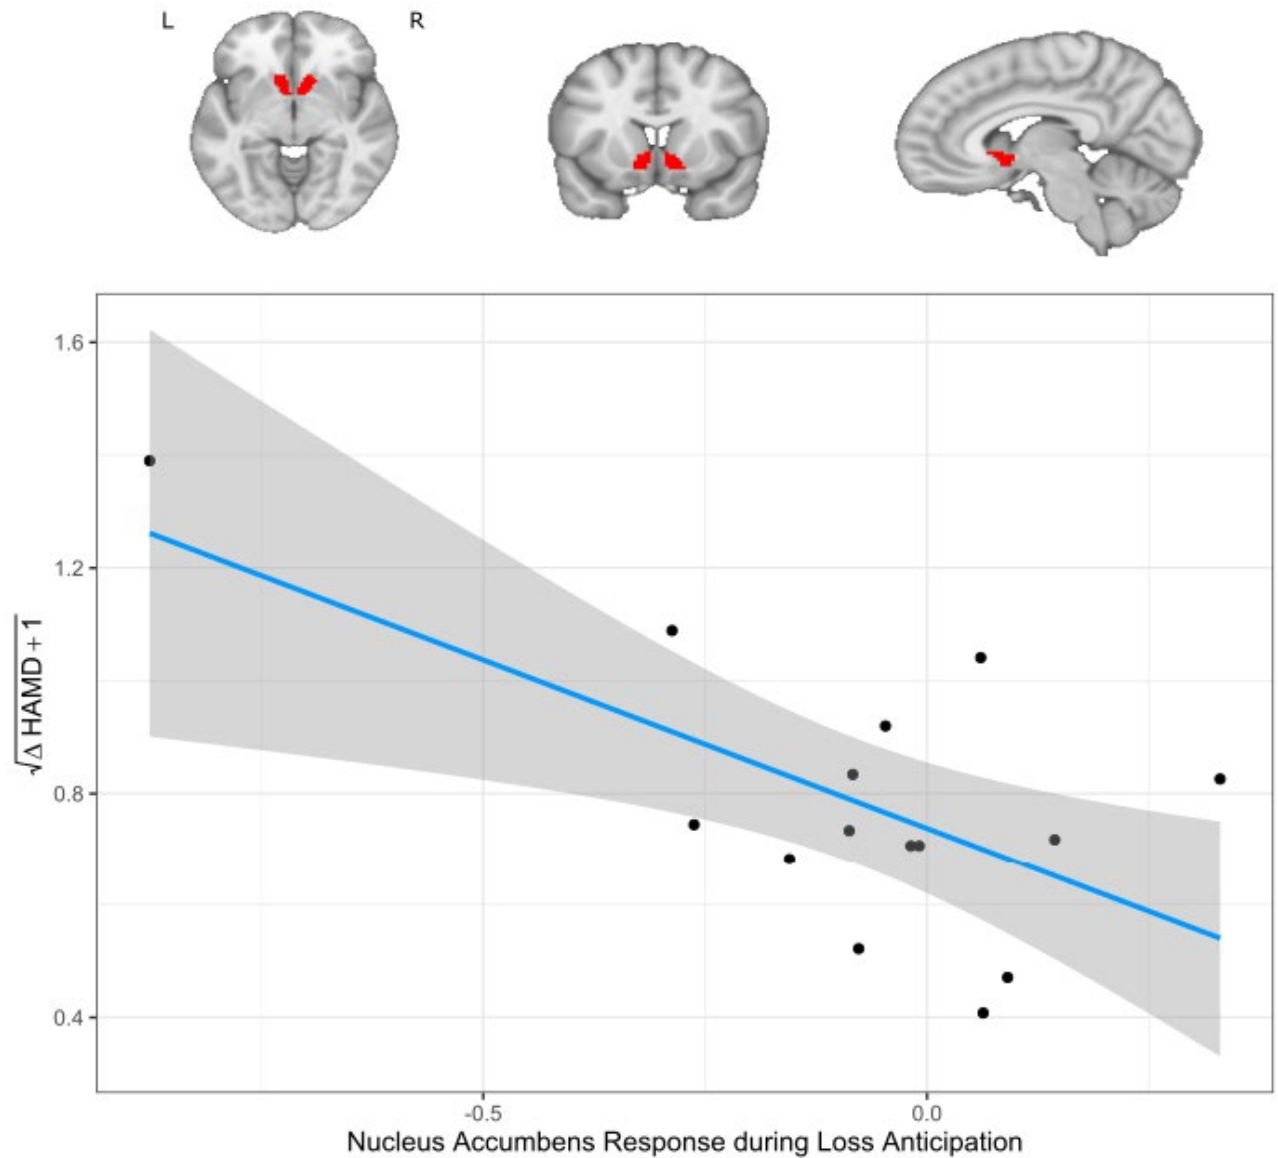 L R
1.6
1.2
0.8
0.4
√Δ HAMD + 1
-0.5 0.0
Nucleus Accumbens Response during Loss Anticipation